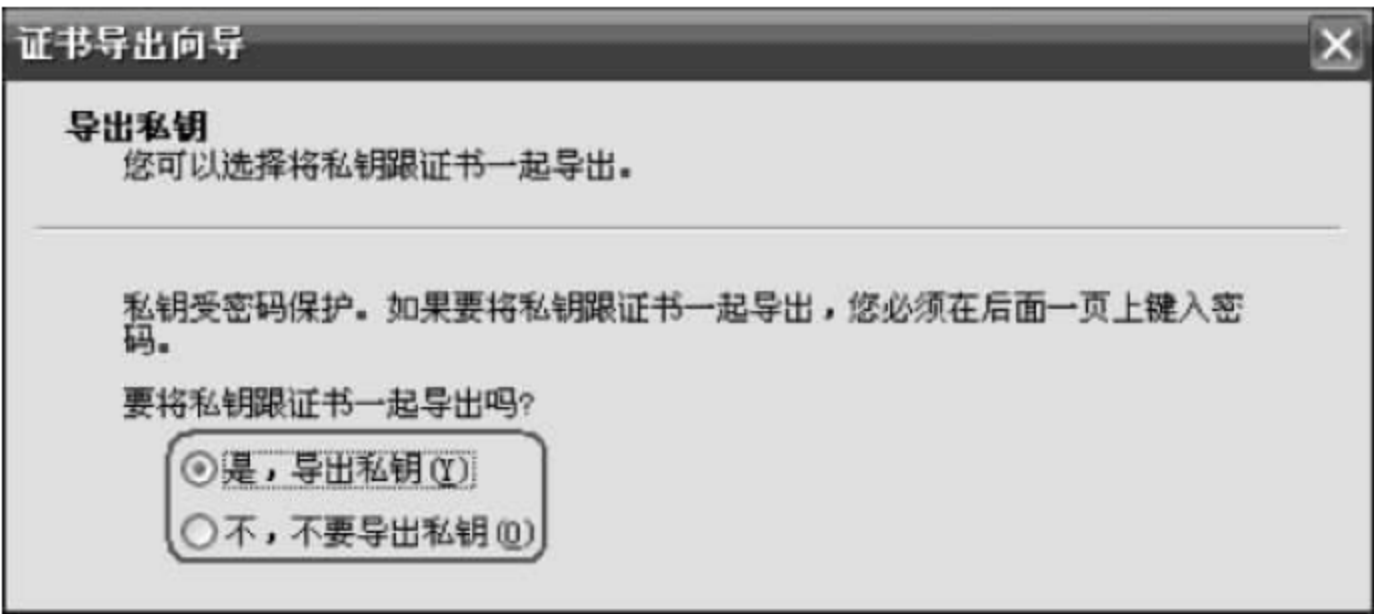 证书导出向导
导出私钥
您可以选择将私钥跟证书一起导出。
私钥受密码保护。如果要将私钥跟证书一起导出，您必须在后面一页上键入密
码。
要将私钥跟证书一起导出吗?
是，导出私钥(Y)
不，不要导出私钥(O)